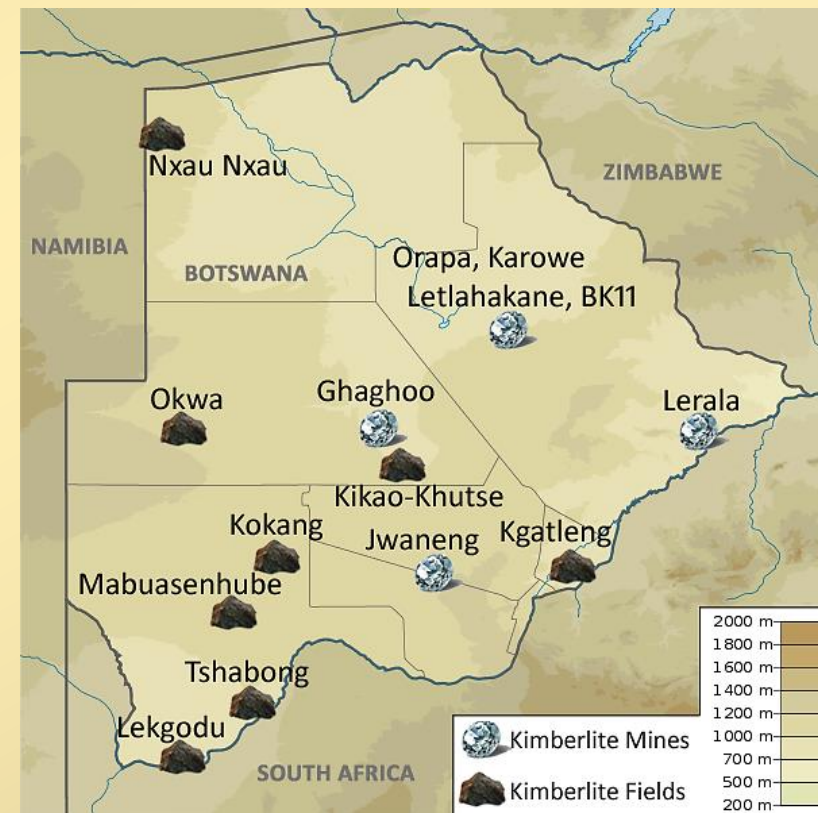 Nxau Nxau
ZIMBABWE
NAMIBIA
BOTSWANA
Orapa, Karowe
Letlahakane, BK11
Okwa
Ghaghoo
Lerala
Kikao-Khutse
Kokang
Jwaneng
Kgatleng
Mabuasenhube
Tshabong
Lekgodu
SOUTH AFRICA
Kimberlite Mines
Kimberlite Fields
2000 m
1800 m
1600 m
1400 m
1200 m
1000 m
700 m
500 m
200 m